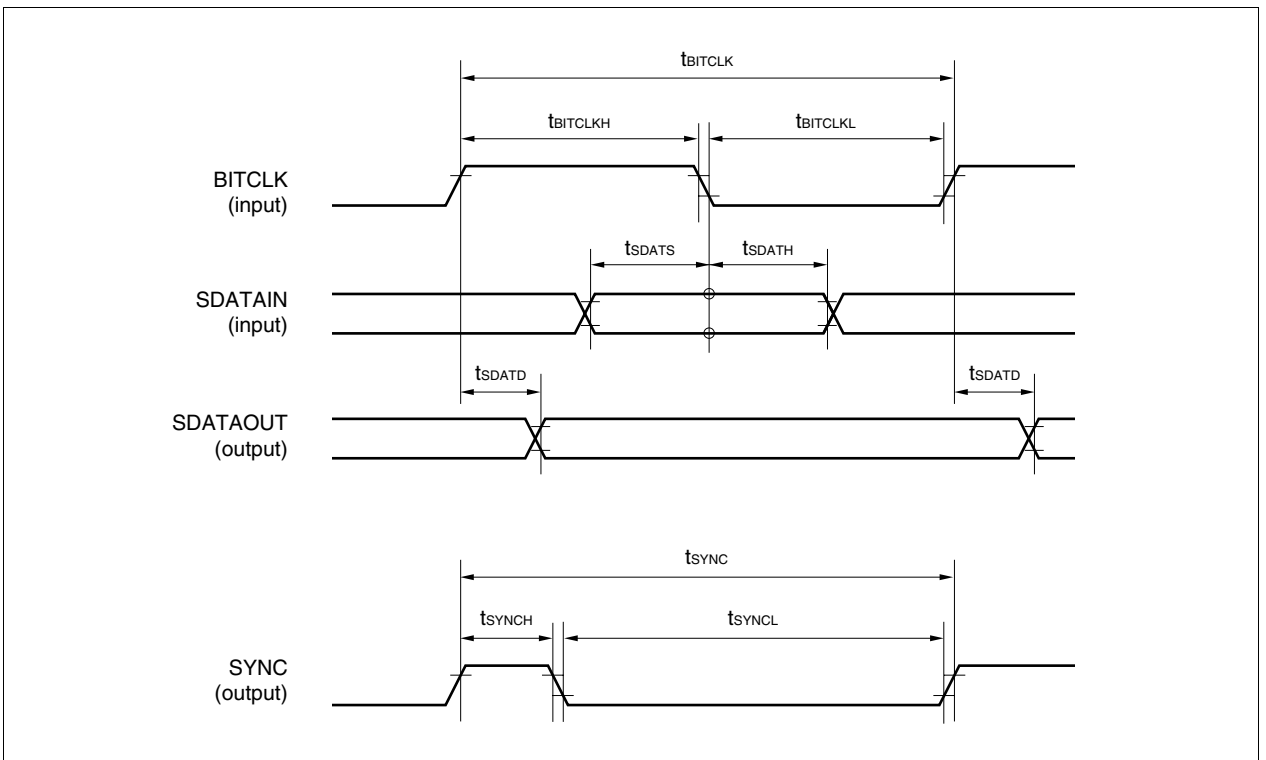 tBITCLK
tBITCLKH
tBITCLKL
BITCLK
(input)
tSDATS
tSDATH
SDATAIN
(input)
tSDATD
tSDATD
SDATAOUT
(output)
tSYNC
tSYNCH
tSYNCL
SYNC
(output)